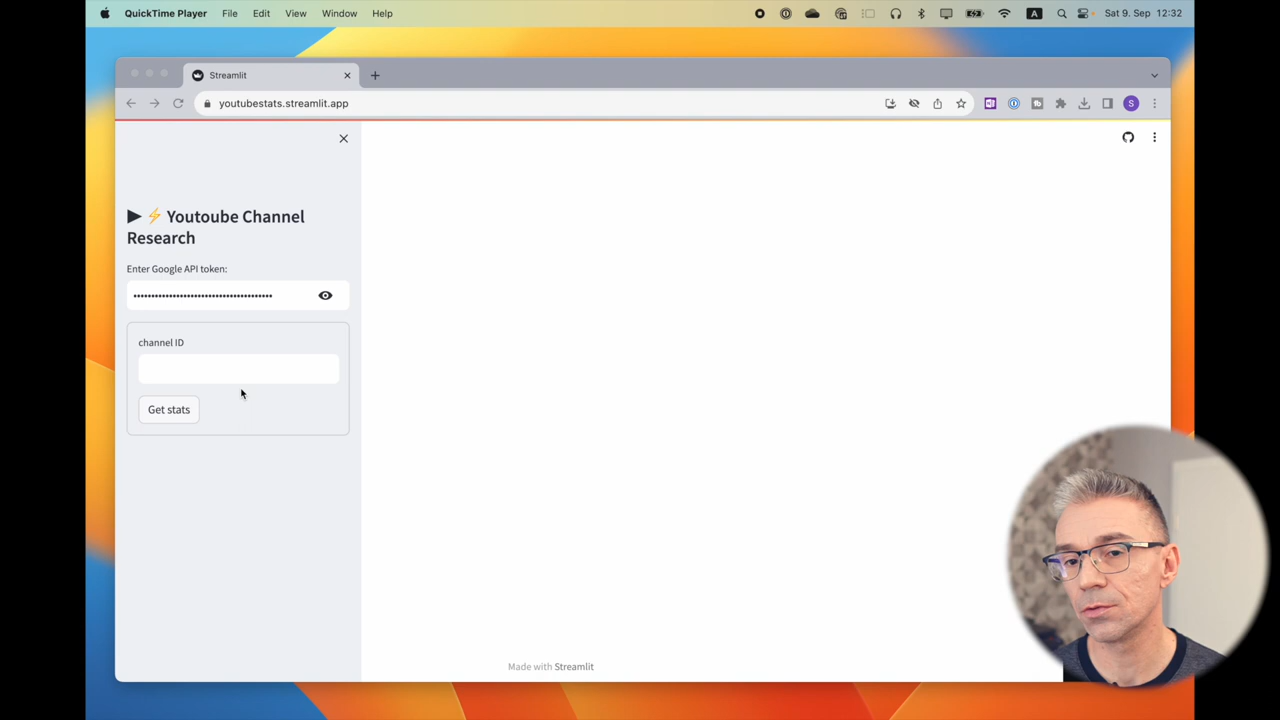 QuickTime Player File Edit View Window Help A Sat 9. Sep 12:32
Streamlit
youtubestats.streamlit.app
S
▶ ⚡ Youtoube Channel
Research
Enter Google API token:
channel ID
Get stats
Made with Streamlit